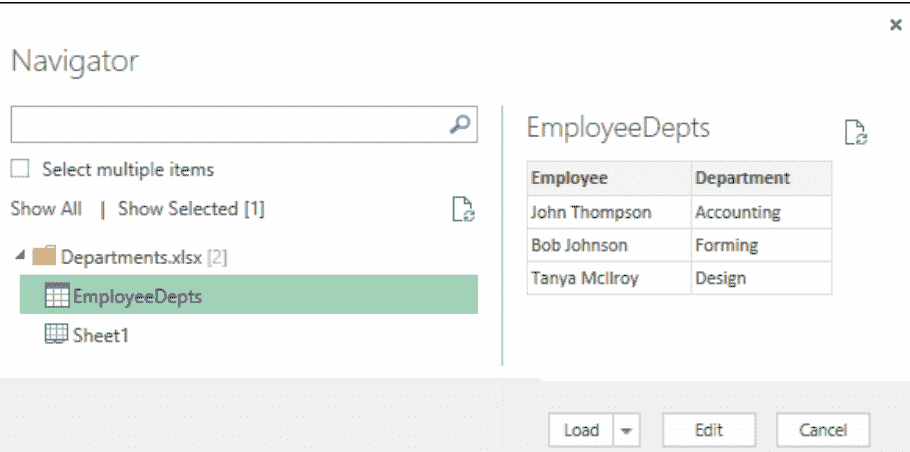 Navigator
Select multiple items
Show All | Show Selected [1]
Departments.xlsx [2]
EmployeeDepts
Sheet1
EmployeeDepts
Employee Department
John Thompson Accounting
Bob Johnson Forming
Tanya McIlroy Design
Load Edit Cancel